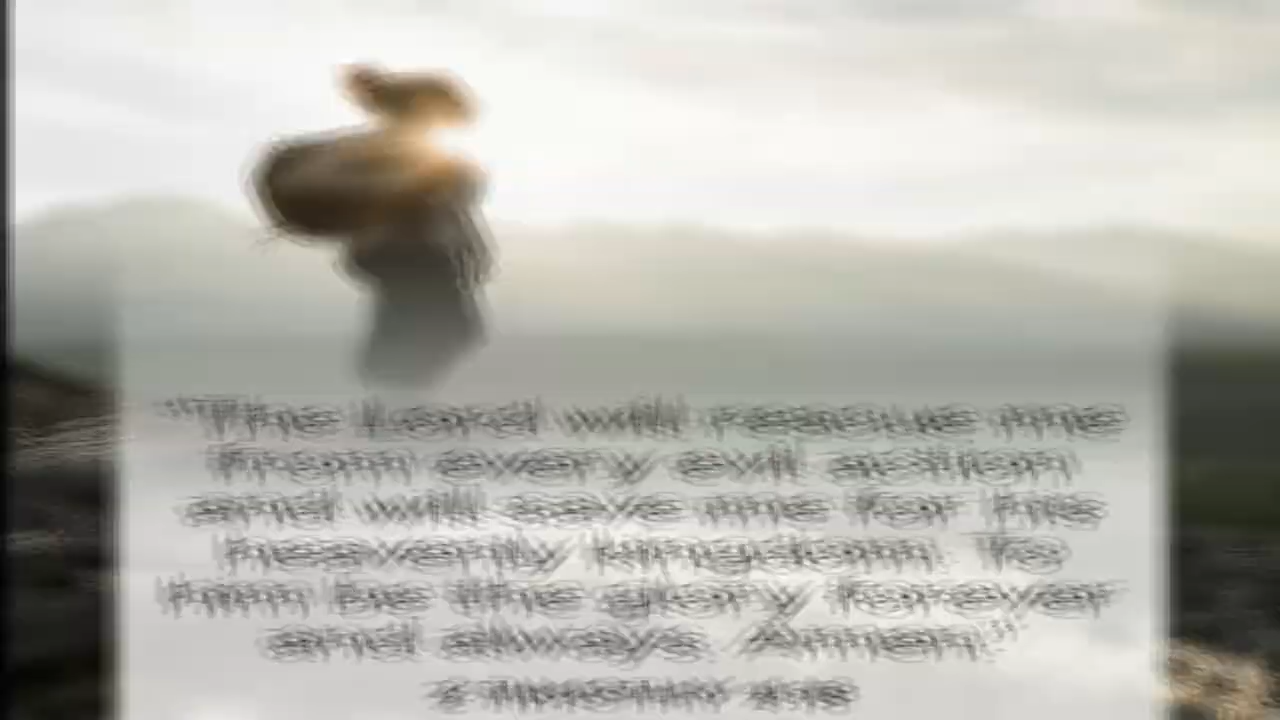 "The Lord will rescue me
from every evil action
and will save me for his
heavenly kingdom. To
him be the glory forever
and always. Amen."
2 TIMOTHY 4:18